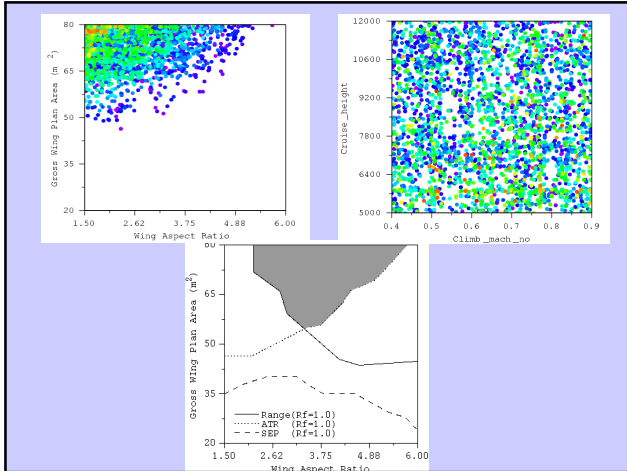 Gross Wing Plan Area (m 2)
80
65
50
35
20
1.50 2.62 3.75 4.88 6.00
Wing Aspect Ratio
Cruise_height
12000
10600
9200
7800
6400
5000
0.4 0.5 0.6 0.7 0.8 0.9
Climb_mach_no
Gross WIng Plan Area (m2)
80
65
50
35
20
Range(Rf=1.0)
ATR (Rf=1.0)
SEP (Rf=1.0)
1.50 2.62 3.75 4.88 6.00
Wing Aspect Ratio